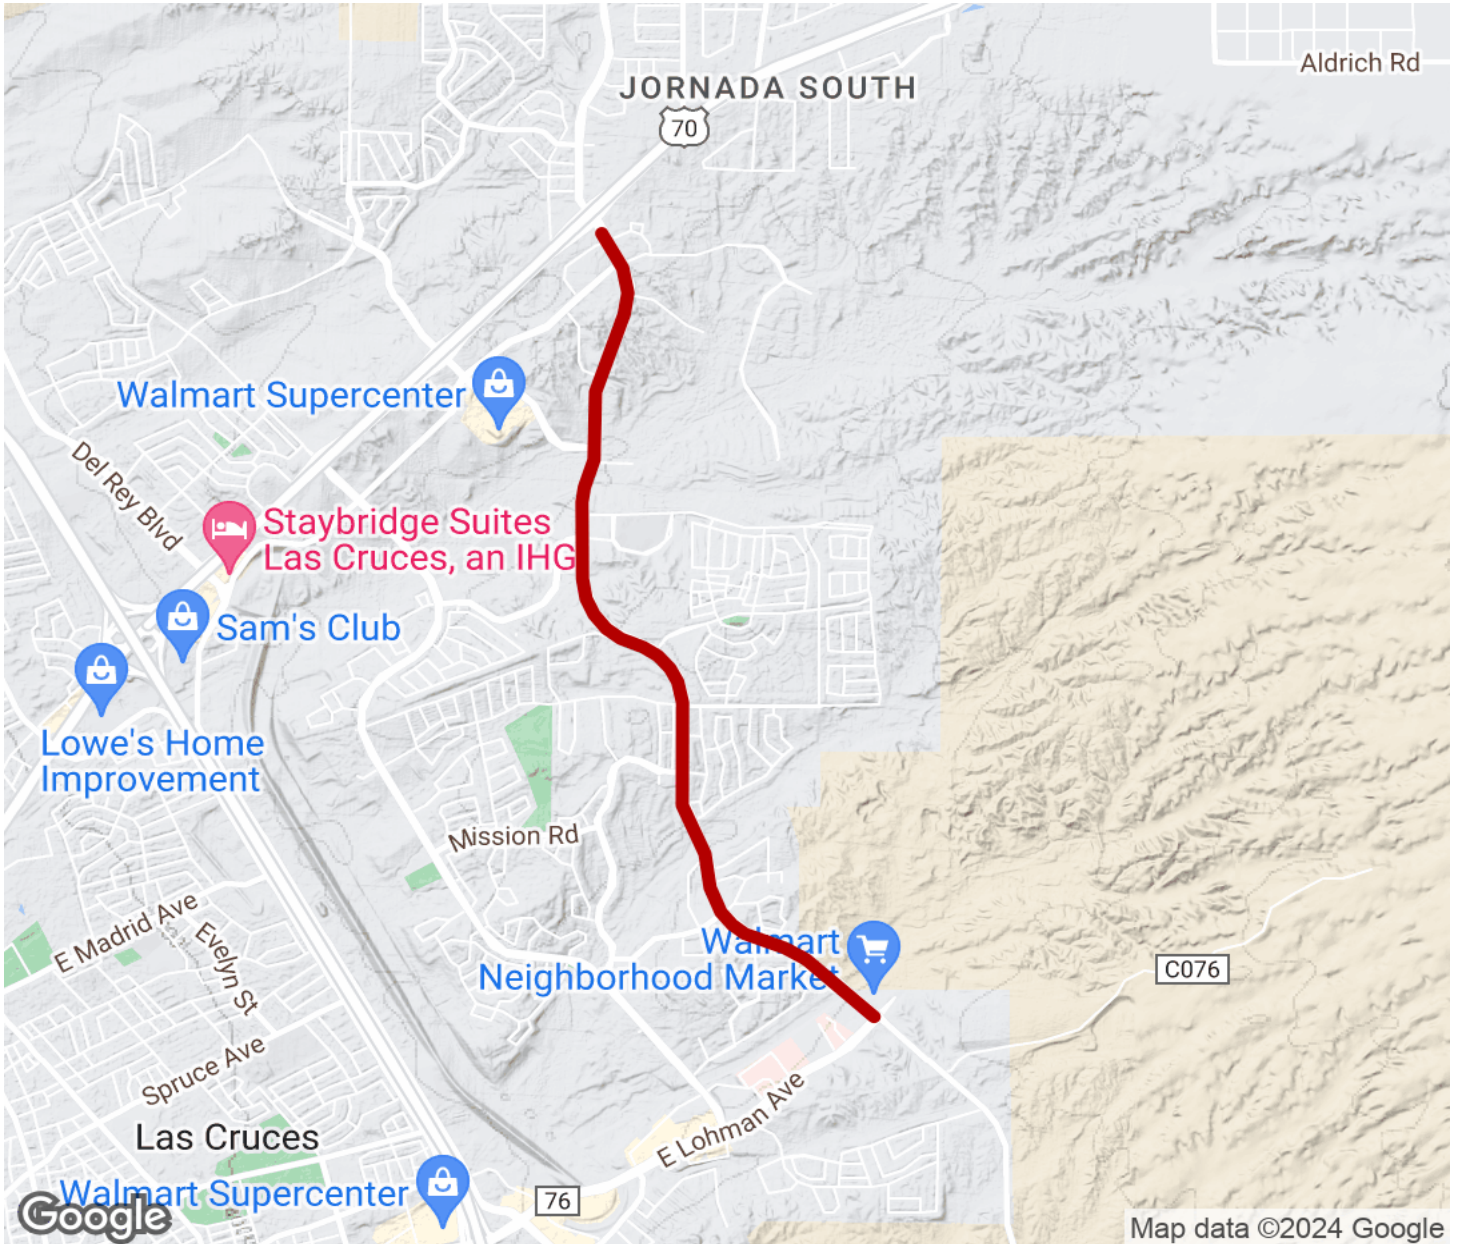 Aldrich Rd
JORNADA SOUTH
70
Walmart Supercenter
Del Rey Blvd
Staybridge Suites
Las Cruces, an IHG
Sam's Club
Lowe's Home
Improvement
Mission Rd
E Madrid Ave
Evelyn St
Walmart
Neighborhood Market
C076
Spruce Ave
E Lohman Ave
Las Cruces
Walmart Supercenter
76
Google
Map data ©2024 Google